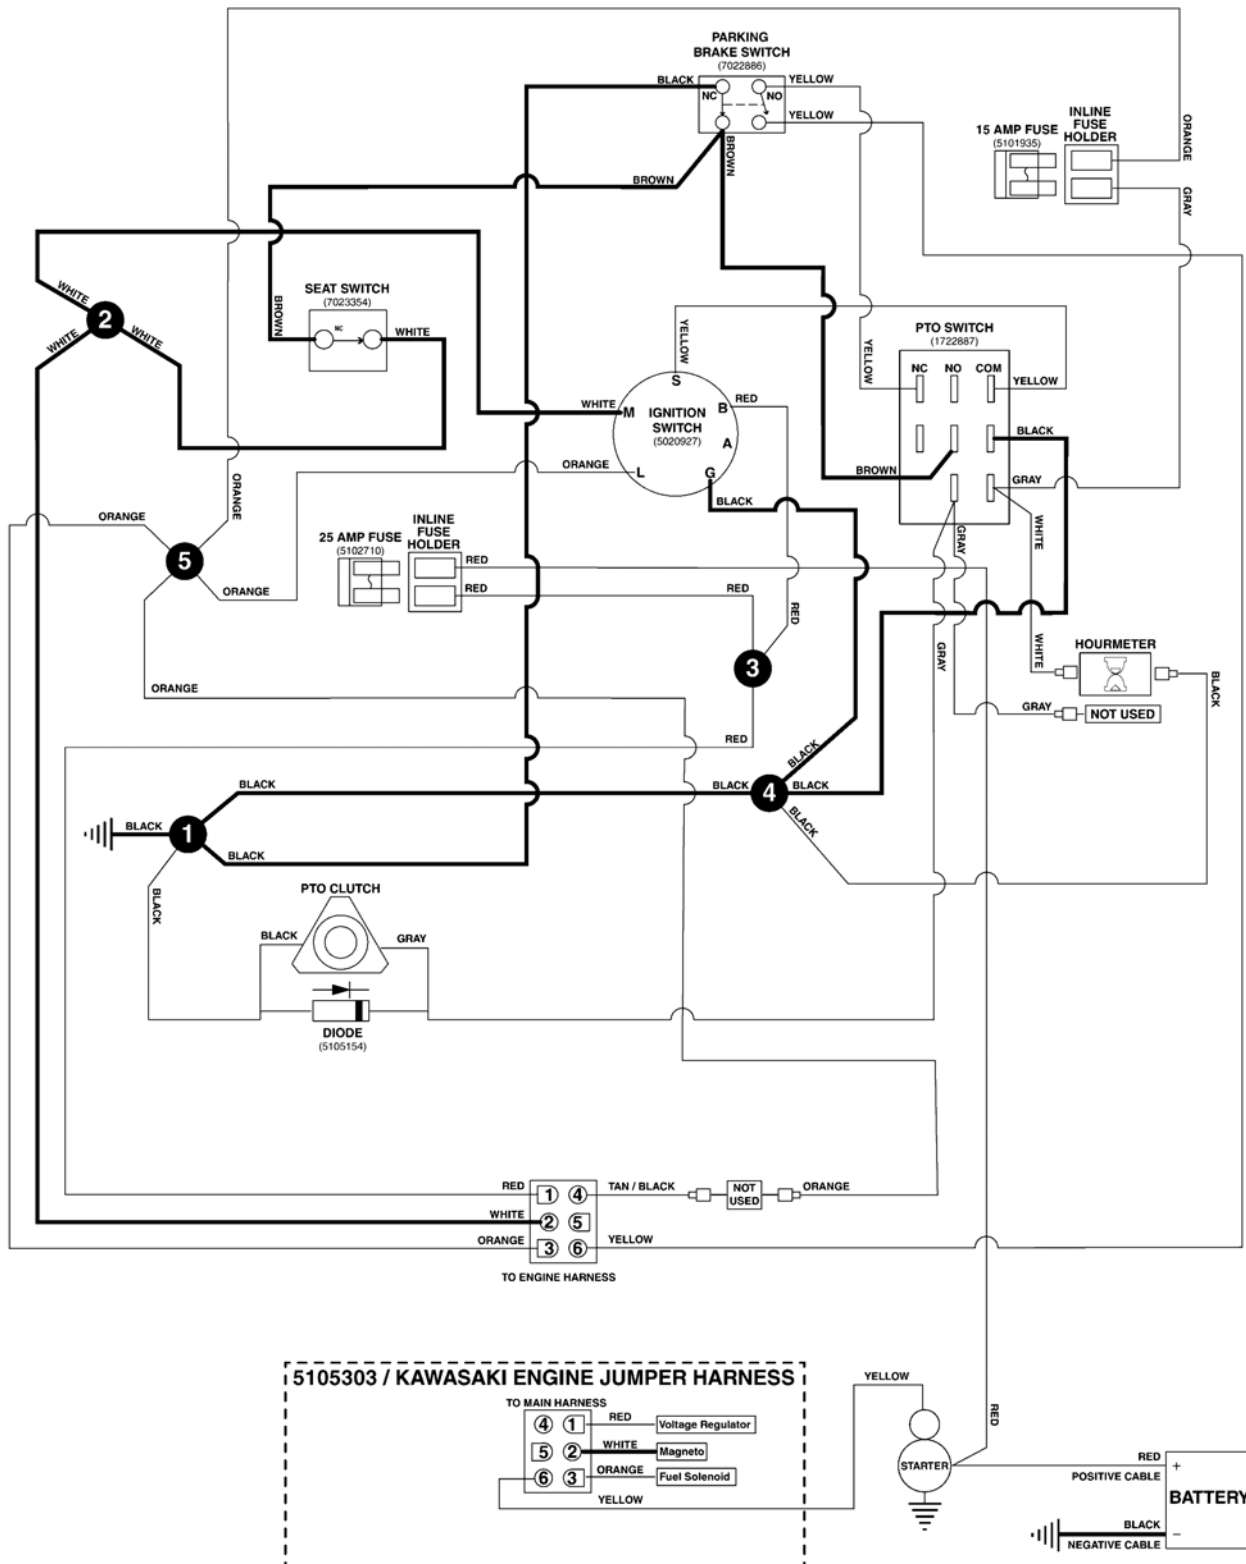 PARKING
BRAKE SWITCH
(7022886)
BLACK
YELLOW
NC
NO
YELLOW
BROWN
BROWN
15 AMP FUSE
(5101935)
INLINE
FUSE
HOLDER
ORANGE
GRAY
WHITE
2
WHITE
WHITE
SEAT SWITCH
(7023354)
BROWN
NC
WHITE
YELLOW
S
WHITE
M
IGNITION
SWITCH
(5020927)
B
RED
A
L
G
ORANGE
BLACK
YELLOW
PTO SWITCH
(1722887)
NC
NO
COM
YELLOW
BLACK
BROWN
GRAY
GRAY
WHITE
ORANGE
ORANGE
5
ORANGE
ORANGE
25 AMP FUSE
(5102710)
INLINE
FUSE
HOLDER
RED
RED
RED
RED
3
RED
GRAY
WHITE
HOURMETER
BLACK
GRAY
NOT USED
BLACK
BLACK
4
BLACK
BLACK
BLACK
BLACK
1
BLACK
BLACK
PTO CLUTCH
BLACK
GRAY
DIODE
(5105154)
RED
1
4
TAN / BLACK
NOT
USED
ORANGE
WHITE
2
5
ORANGE
3
6
YELLOW
TO ENGINE HARNESS
5105303 / KAWASAKI ENGINE JUMPER HARNESS
TO MAIN HARNESS
4
1
RED
Voltage Regulator
5
2
WHITE
Magneto
6
3
ORANGE
Fuel Solenoid
YELLOW
YELLOW
RED
STARTER
RED
POSITIVE CABLE
+
BATTERY
BLACK
NEGATIVE CABLE
−